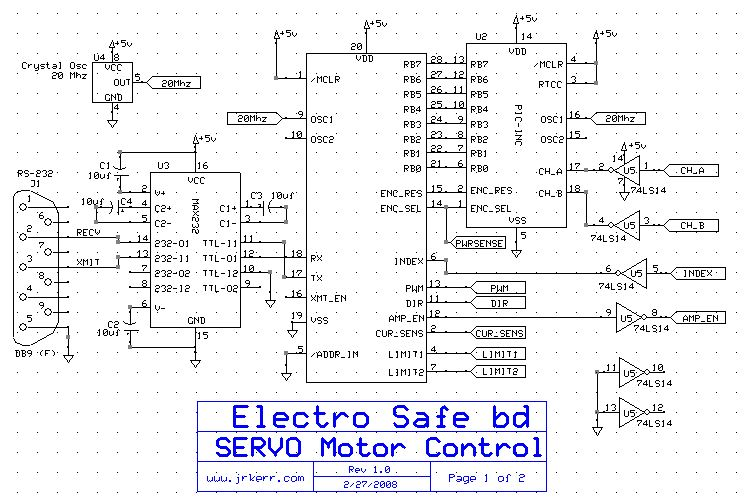 Crystal Osc
20 Mhz
U4
8
+5v
VCC
OUT
5
20Mhz
GND
4
+5v
+5v
20
VDD
1
/MCLR
20Mhz
9
OSC1
10
OSC2
RB7 28
RB6 27
RB5 26
RB4 25
RB3 24
RB2 23
RB1 22
RB0 21
ENC_RES 15
ENC_SEL 14
INDEX 6
PWM 13
DIR 11
AMP_EN 12
CUR_SENS 2
LIMIT1 4
LIMIT2 7
18 RX
17 TX
16 XMT_EN
19 VSS
5 /ADDR_IN
U2
+5v
14
VDD
13 RB7
12 RB6
11 RB5
10 RB4
9 RB3
8 RB2
7 RB1
6 RB0
2 ENC_RES
1 ENC_SEL
PIC-INC
VSS
5
/MCLR 4
RTCC 3
OSC1 16
OSC2 15
CH_A 17
CH_B 18
+5v
20Mhz
+5v
14
2 U5 1
7
74LS14
CH_A
4 3
74LS14
CH_B
PWRSENSE
6 U5 5
74LS14
INDEX
9 U5 8
74LS14
AMP_EN
PWM
DIR
CUR_SENS
LIMIT1
LIMIT2
11 U5 10
74LS14
13 U5 12
74LS14
RS-232
J1
1
6
2
7
3
8
4
9
5
DB9 (F)
RECV
XMIT
C1
10uf
10uf C4
C2
10uf
C3 10uf
+5v
U3
16
VCC
MAX232
2 V+
4 C2+
5 C2-
14 232-O1
13 232-I1
7 232-O2
8 232-I2
6 V-
C1+ 1
C1- 3
TTL-I1 11
TTL-O1 12
TTL-I2 10
TTL-O2 9
GND
15
Electro Safe bd
SERVO Motor Control
www.jrkerr.com
Rev 1.0
2/27/2008
Page 1 of 2